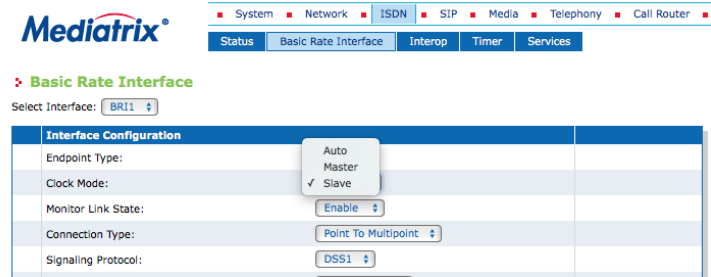 Mediatrix®
System Network ISDN SIP Media Telephony Call Router
Status Basic Rate Interface Interop Timer Services
Basic Rate Interface
Select Interface: BRI1
Interface Configuration
Endpoint Type:
Auto
Master
Clock Mode: ✓ Slave
Monitor Link State: Enable
Connection Type: Point To Multipoint
Signaling Protocol: DSS1